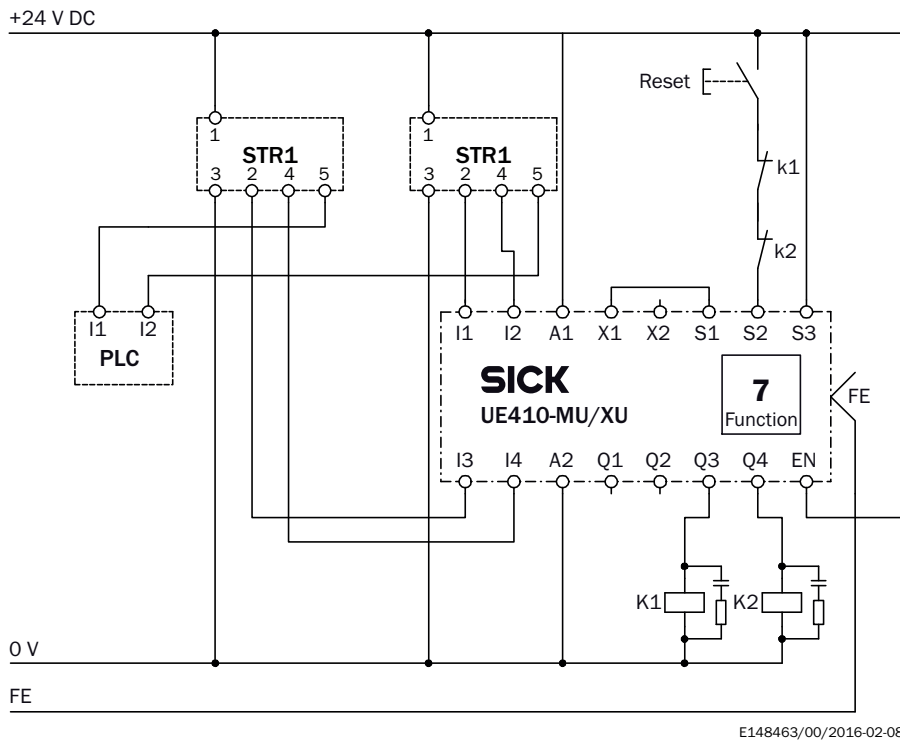 +24 V DC
Reset
1
1
STR1
STR1
3 2 4 5
3 2 4 5
k1
k2
I1 I2
PLC
I1 I2 A1 X1 X2 S1 S2 S3
SICK
UE410-MU/XU
7
Function
FE
I3 I4 A2 Q1 Q2 Q3 Q4 EN
K1
K2
0 V
FE
E148463/00/2016-02-08